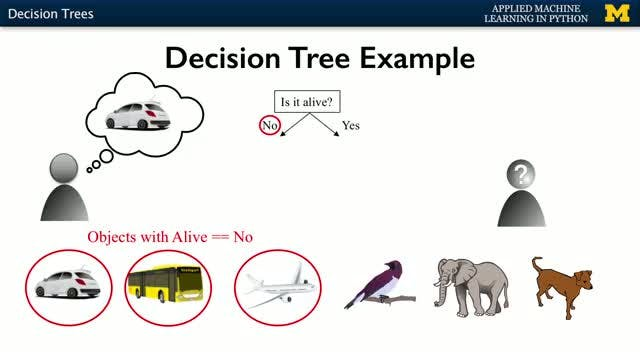 Decision Trees
APPLIED MACHINE
LEARNING IN PYTHON
M
Decision Tree Example
Is it alive?
No
Yes
?
Objects with Alive == No